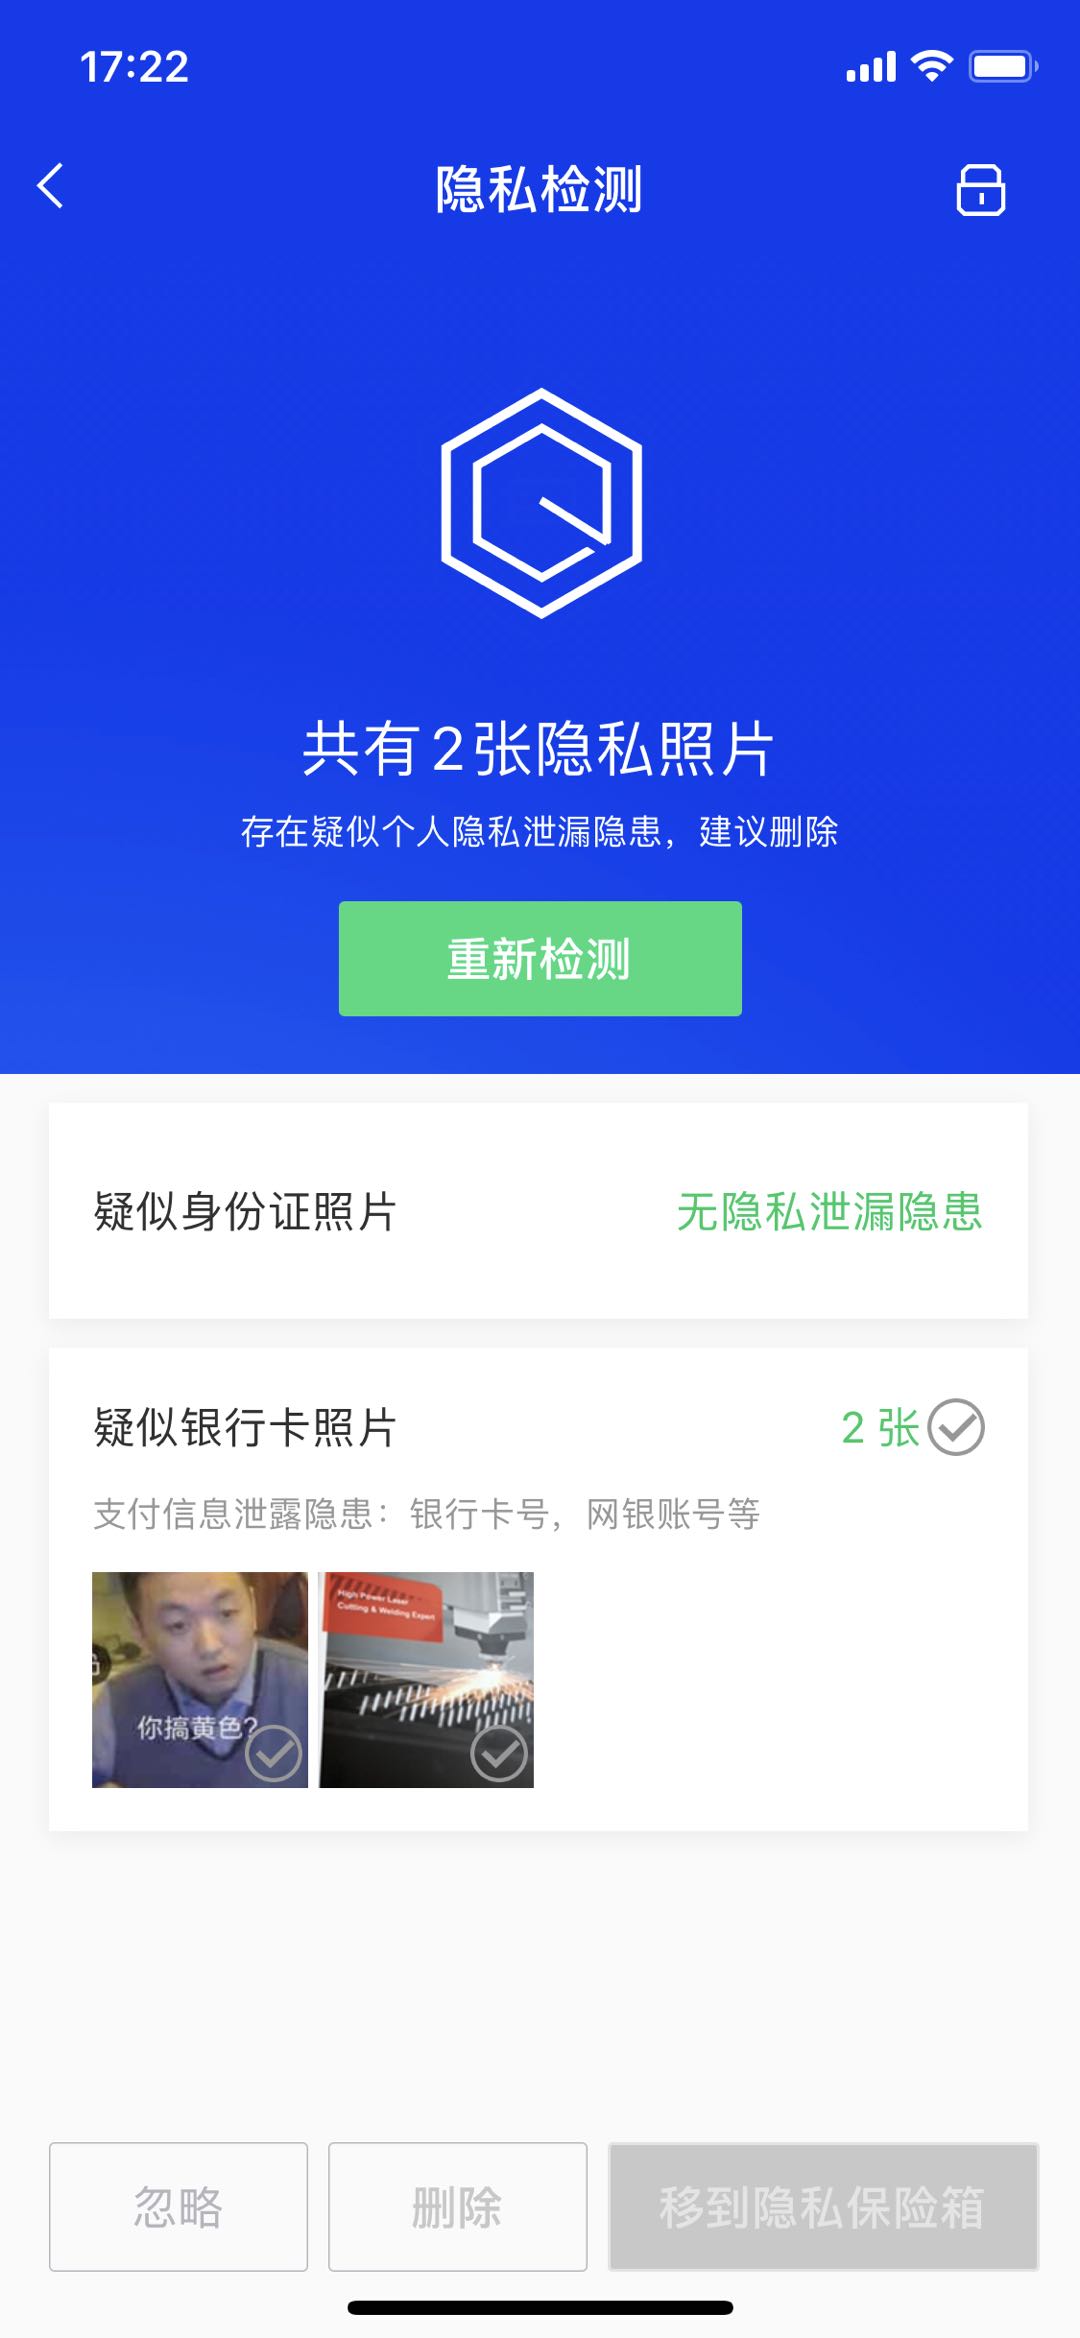 17:22
隐私检测
共有2张隐私照片
存在疑似个人隐私泄漏隐患，建议删除
重新检测
疑似身份证照片 无隐私泄漏隐患
疑似银行卡照片 2 张
支付信息泄露隐患：银行卡号，网银账号等
High Power Laser
Cutting & Welding Expert
你搞黄色?
忽略 删除 移到隐私保险箱